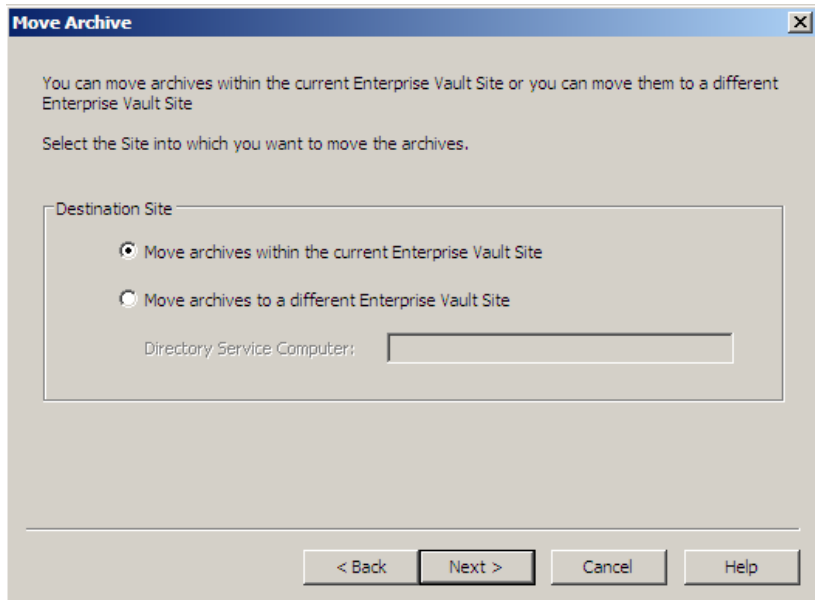 Move Archive
You can move archives within the current Enterprise Vault Site or you can move them to a different
Enterprise Vault Site
Select the Site into which you want to move the archives.
Destination Site
Move archives within the current Enterprise Vault Site
Move archives to a different Enterprise Vault Site
Directory Service Computer:
< Back Next > Cancel Help